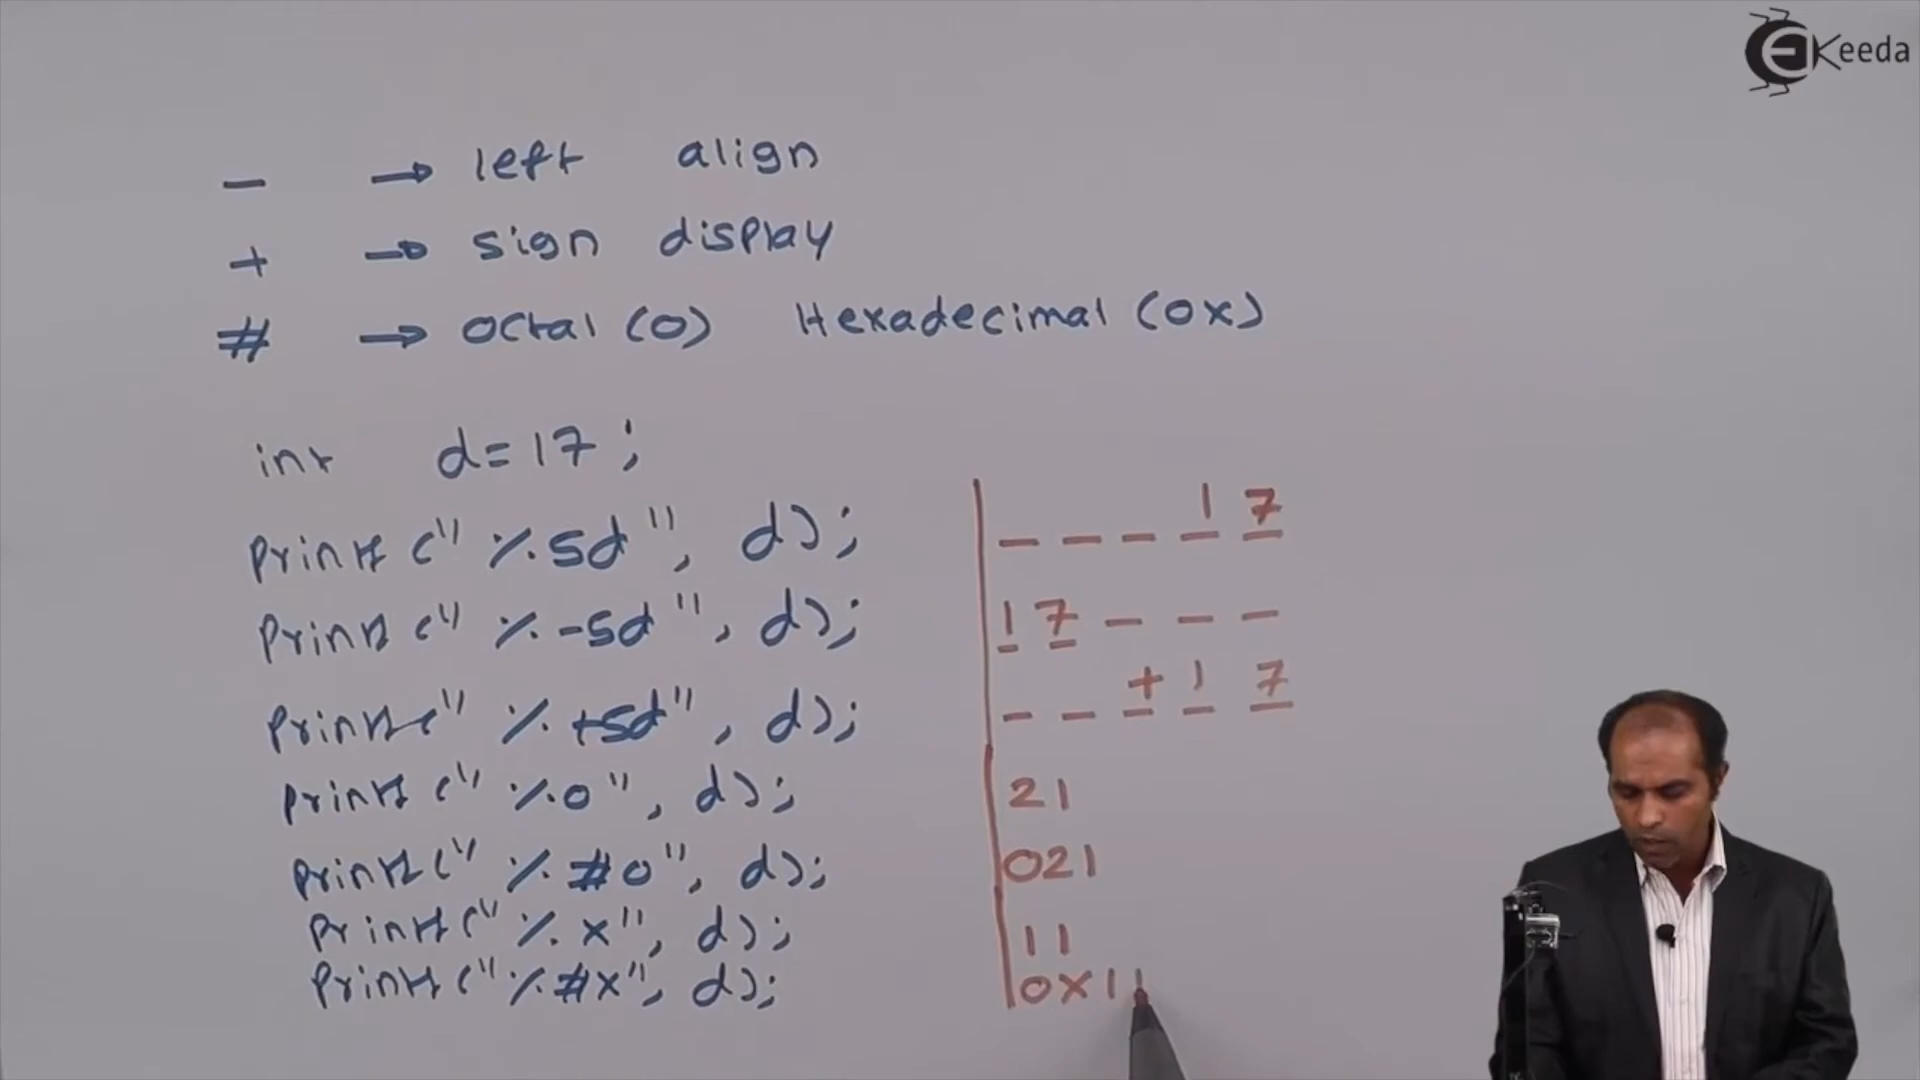 EKeeda
- → left align
+ → sign display
# → octal (0) Hexadecimal (0x)
int d=17;
printf ("%5d", d);
_ _ _ 1 7
printf ("%-5d", d);
1 7 _ _ _
printf ("%+5d", d);
_ _ + 1 7
printf ("%o", d);
21
printf ("%#o", d);
021
printf ("%x", d);
11
printf ("%#x", d);
0x11